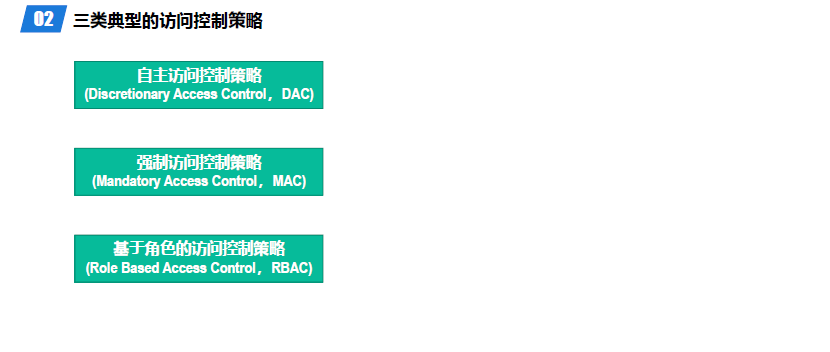 02 三类典型的访问控制策略
自主访问控制策略
(Discretionary Access Control，DAC)
强制访问控制策略
(Mandatory Access Control，MAC)
基于角色的访问控制策略
(Role Based Access Control，RBAC)